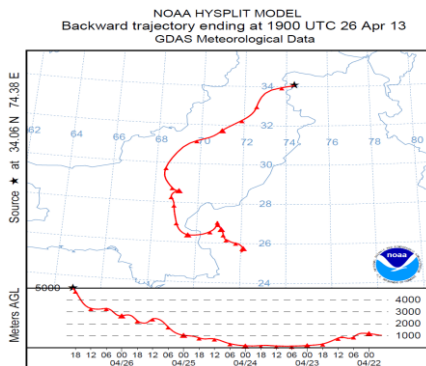 NOAA HYSPLIT MODEL
Backward trajectory ending at 1900 UTC 26 Apr 13
GDAS Meteorological Data
Source ★ at 34.06 N 74.38 E
62 64 66 68 70 72 74 76 78 80
34
32
30
28
26
24
noaa
Meters AGL
5000
4000
3000
2000
1000
18 12 06 00 18 12 06 00 18 12 06 00 18 12 06 00 18 12 06 00
04/26 04/25 04/24 04/23 04/22